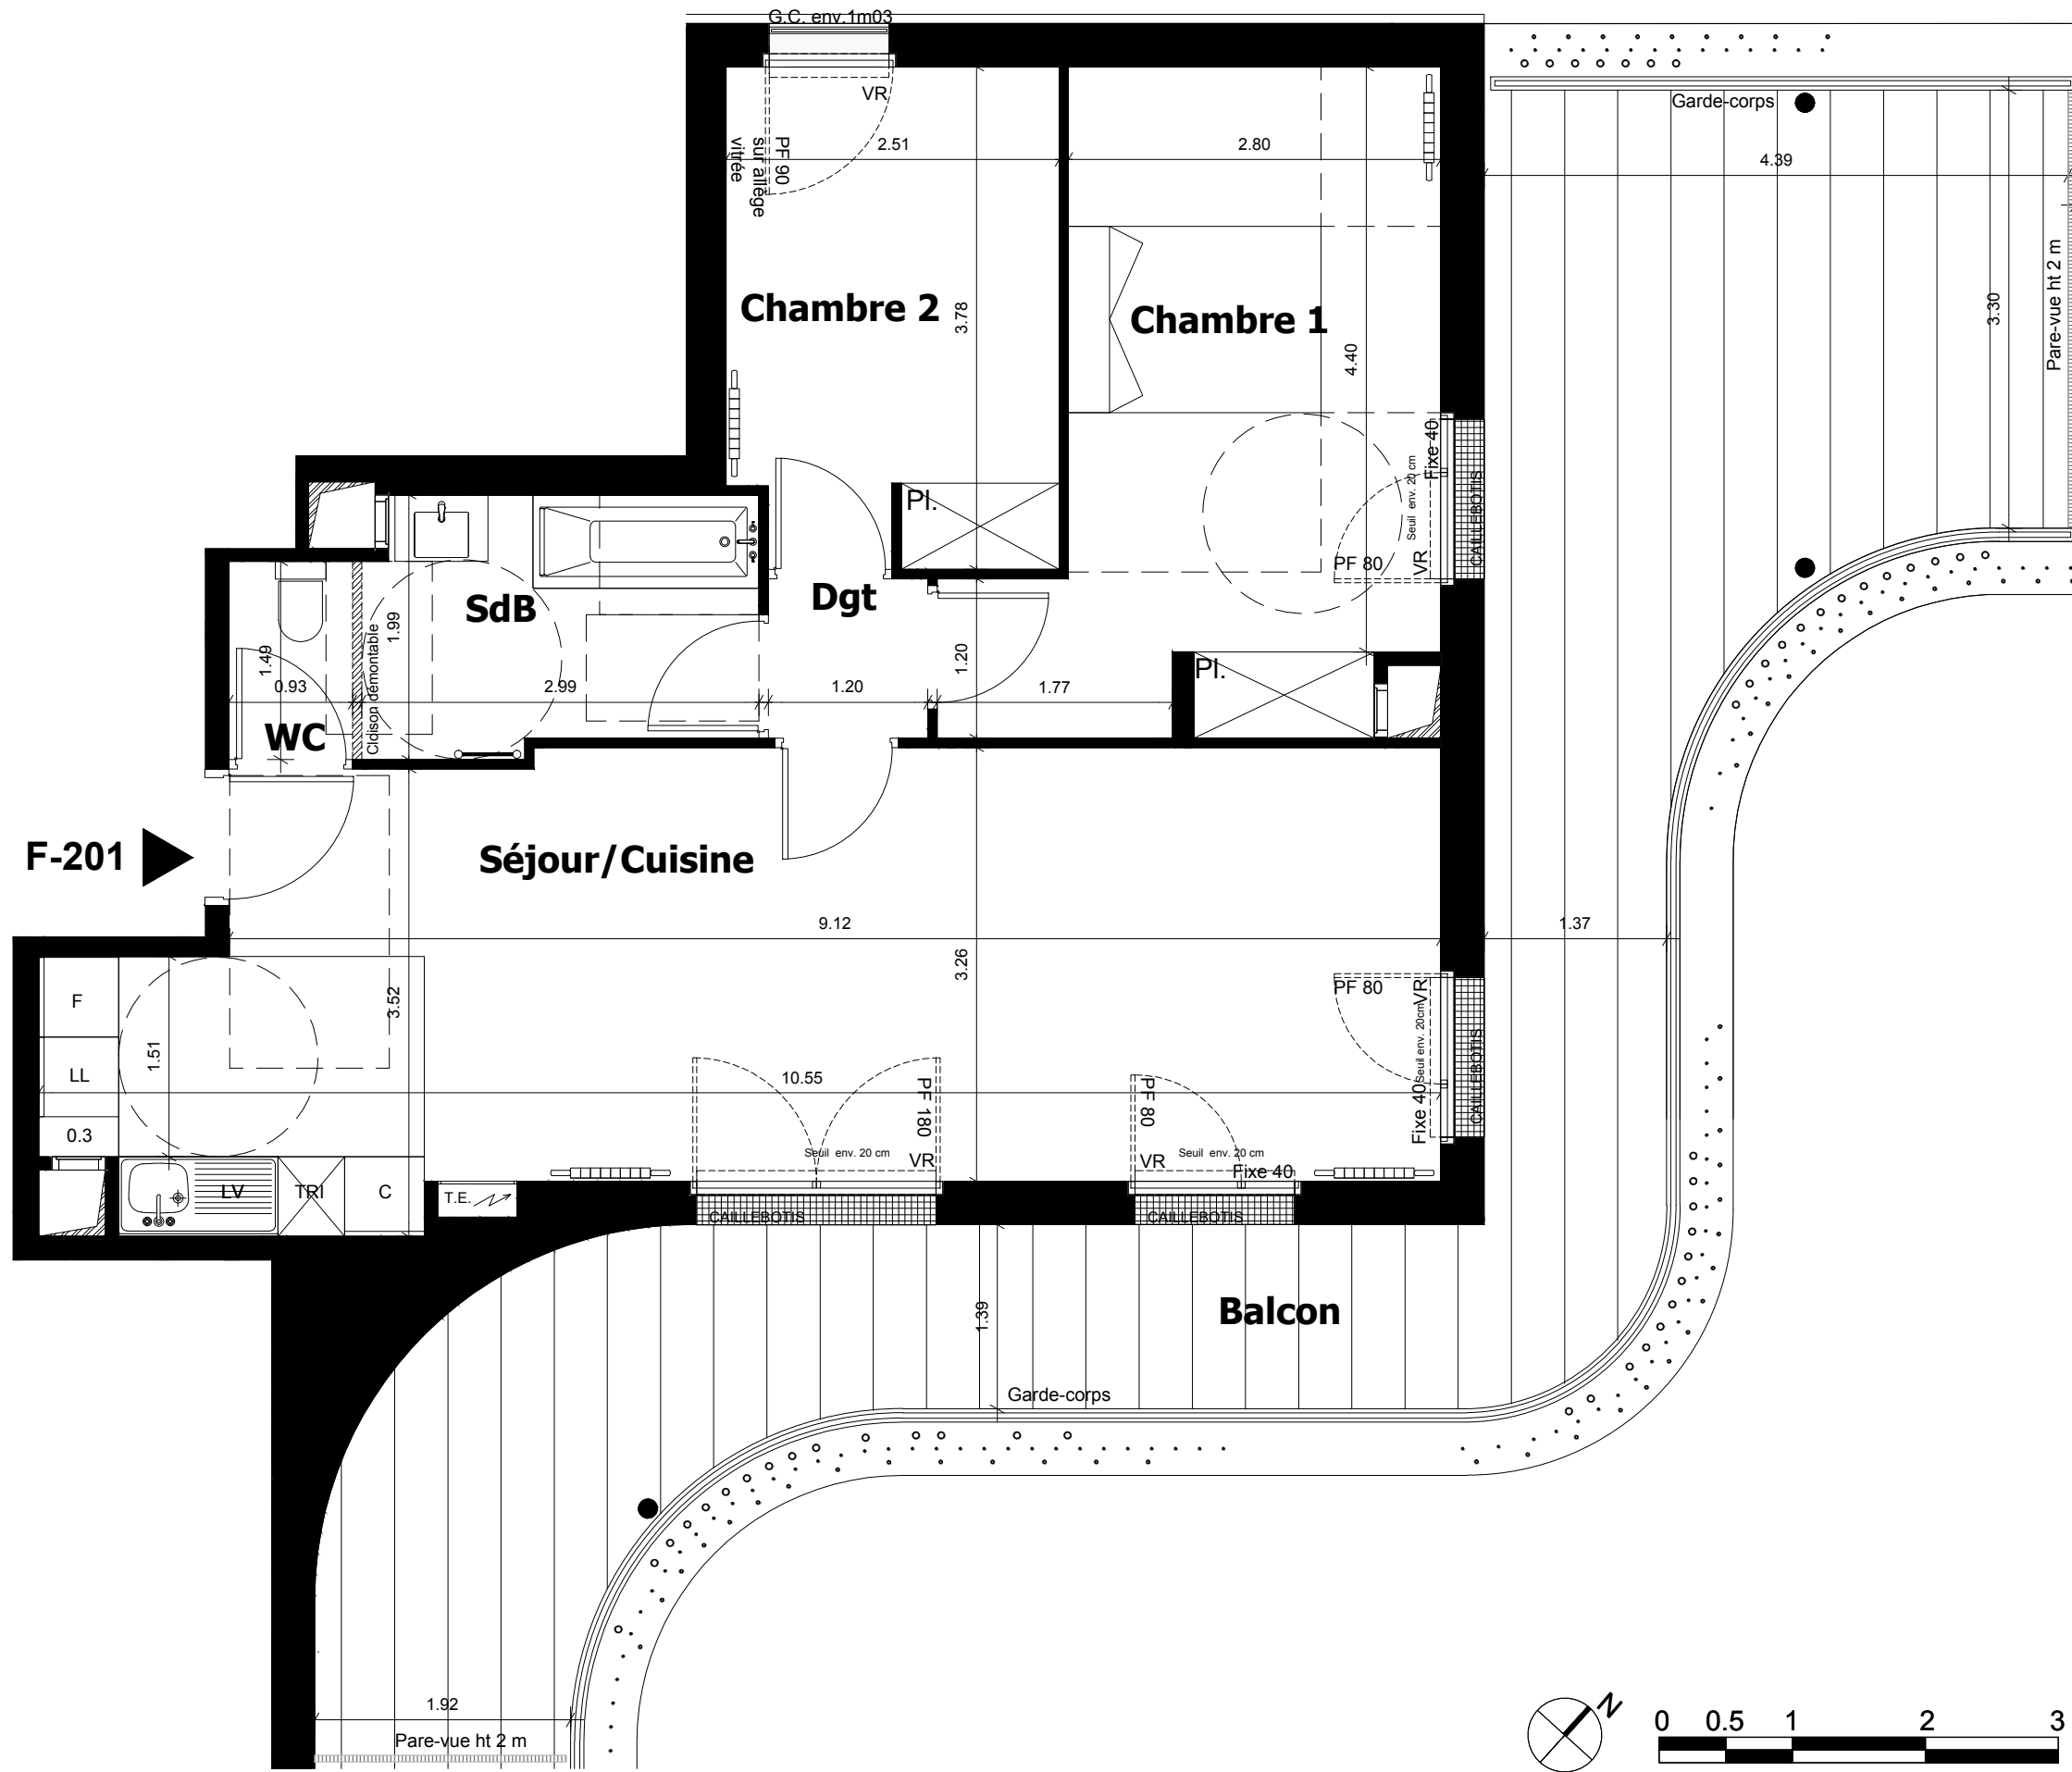 G.C. env.1m03
VR
PF 90
sur allège
vitrée
2.51
2.80
Garde-corps
4.39
Pare-vue ht 2 m
3.30
Chambre 2
3.78
Chambre 1
4.40
Fixe 40
Seuil env. 20 cm
CAILLEBOTIS
VR
PF 80
Pl.
SdB
Dgt
1.99
Cloison démontable
1.49
0.93
2.99
1.20
1.20
1.77
Pl.
WC
F-201
Séjour/Cuisine
9.12
1.37
3.26
F
3.52
PF 80
VR
Seuil env. 20cm
Fixe 40
CAILLEBOTIS
LL
1.51
10.55
PF 180
PF 80
0.3
Seuil env. 20 cm
VR
VR
Seuil env. 20 cm
Fixe 40
LV
TRI
C
T.E.
CAILLEBOTIS
CAILLEBOTIS
1.39
Balcon
Garde-corps
1.92
Pare-vue ht 2 m
N
0 0.5 1 2 3